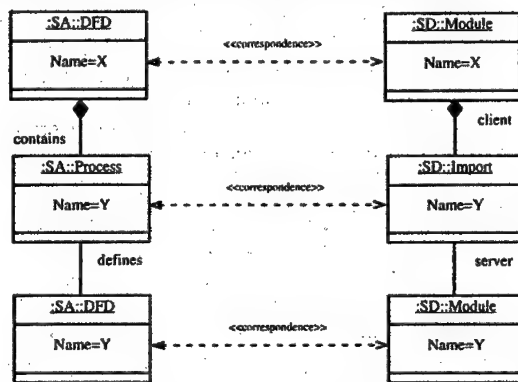 :SA::DFD
Name=X
<<correspondence>>
:SD::Module
Name=X
contains
client
:SA::Process
Name=Y
<<correspondence>>
:SD::Import
Name=Y
defines
server
:SA::DFD
Name=Y
<<correspondence>>
:SD::Module
Name=Y